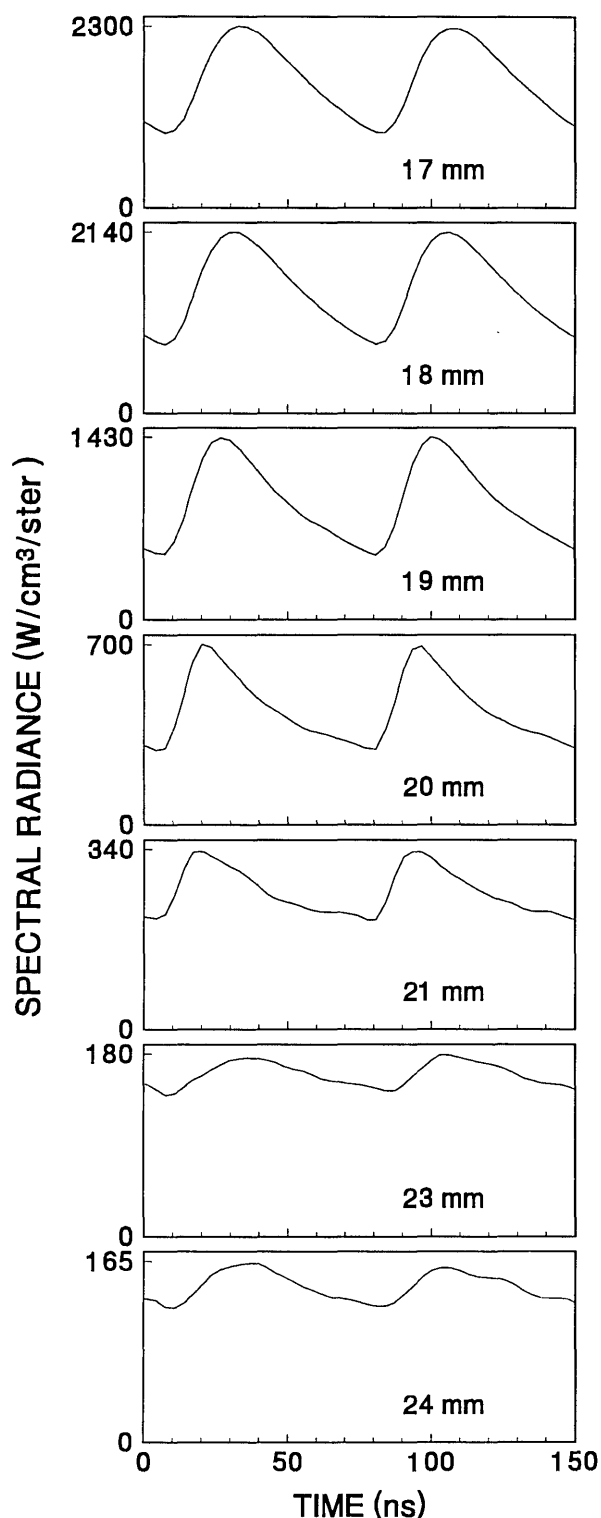 SPECTRAL RADIANCE (W/cm³/ster)
2300
17 mm
0
2140
18 mm
0
1430
19 mm
0
700
20 mm
0
340
21 mm
0
180
23 mm
0
165
24 mm
0
0 50 100 150
TIME (ns)